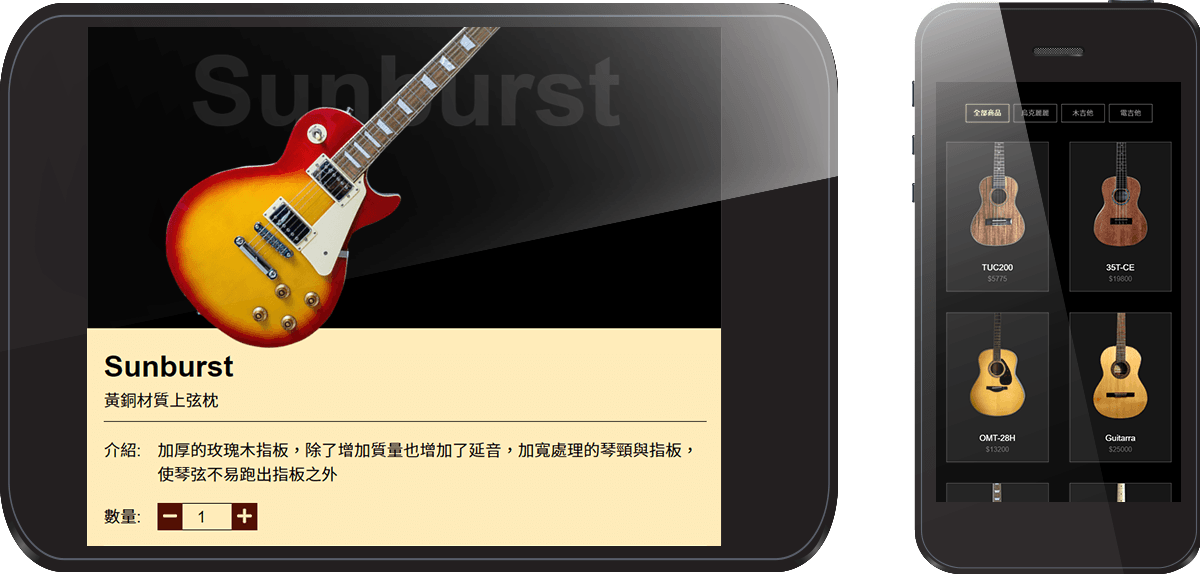 Sunburst
Sunburst
黃銅材質上弦枕
介紹: 加厚的玫瑰木指板，除了增加質量也增加了延音，加寬處理的琴頸與指板，
使琴弦不易跑出指板之外
數量: 1
全部商品 烏克麗麗 木吉他 電吉他
TUC200 35T-CE
$5775 $19800
OMT-28H Guitarra
$13200 $25000